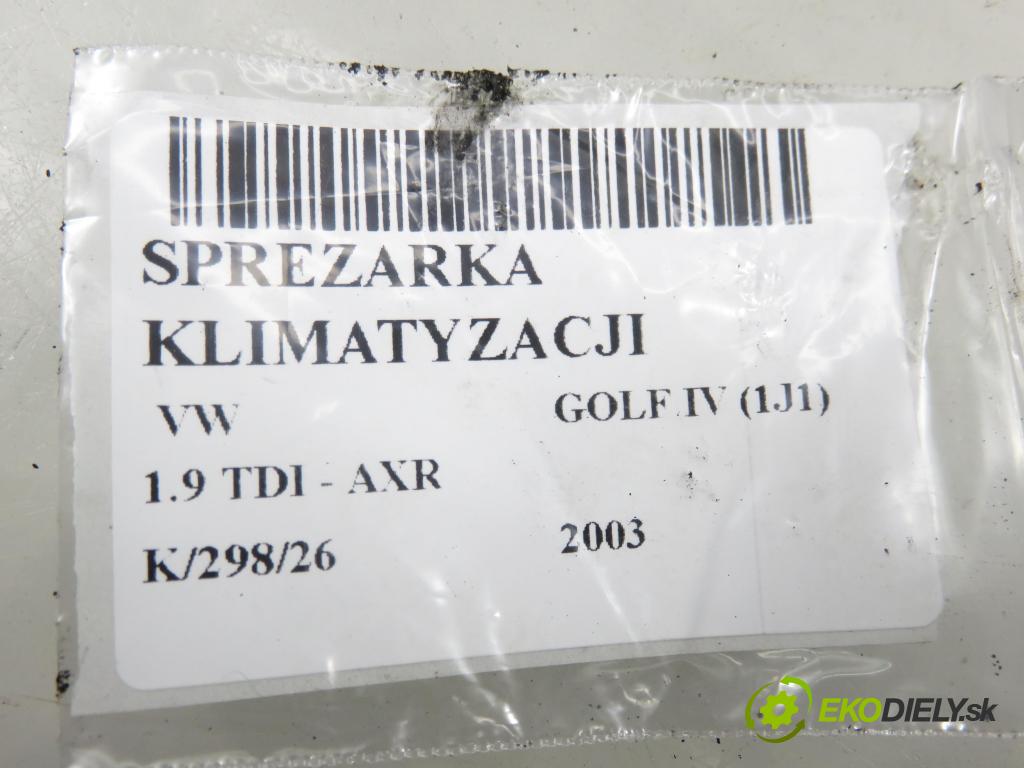 SPREZARKA
KLIMATYZACJI
VW GOLF IV (1J1)
1.9 TDI - AXR
K/298/26 2003
EKODIELY.sk